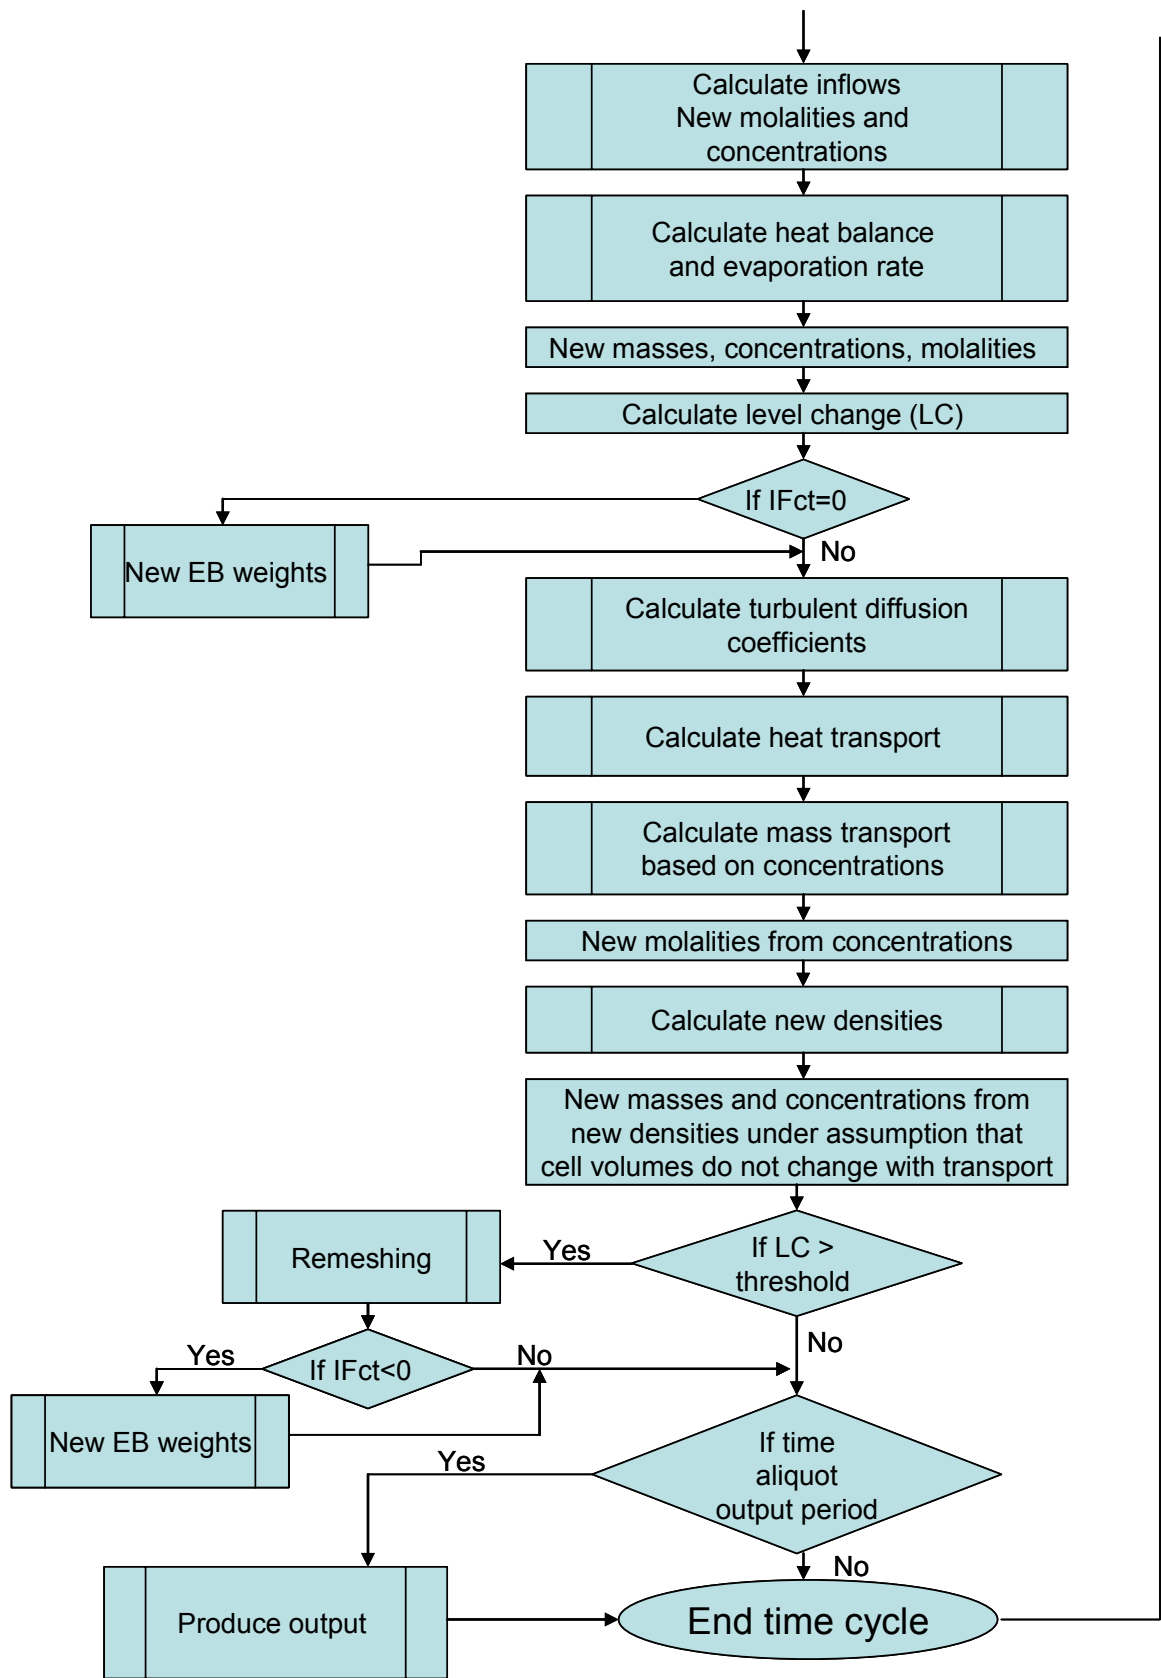 Calculate inflows
New molalities and
concentrations
Calculate heat balance
and evaporation rate
New masses, concentrations, molalities
Calculate level change (LC)
If IFct=0
No
New EB weights
Calculate turbulent diffusion
coefficients
Calculate heat transport
Calculate mass transport
based on concentrations
New molalities from concentrations
Calculate new densities
New masses and concentrations from
new densities under assumption that
cell volumes do not change with transport
If LC >
threshold
Yes
Remeshing
No
If IFct<0
Yes
No
New EB weights
If time
aliquot
output period
Yes
No
Produce output
End time cycle